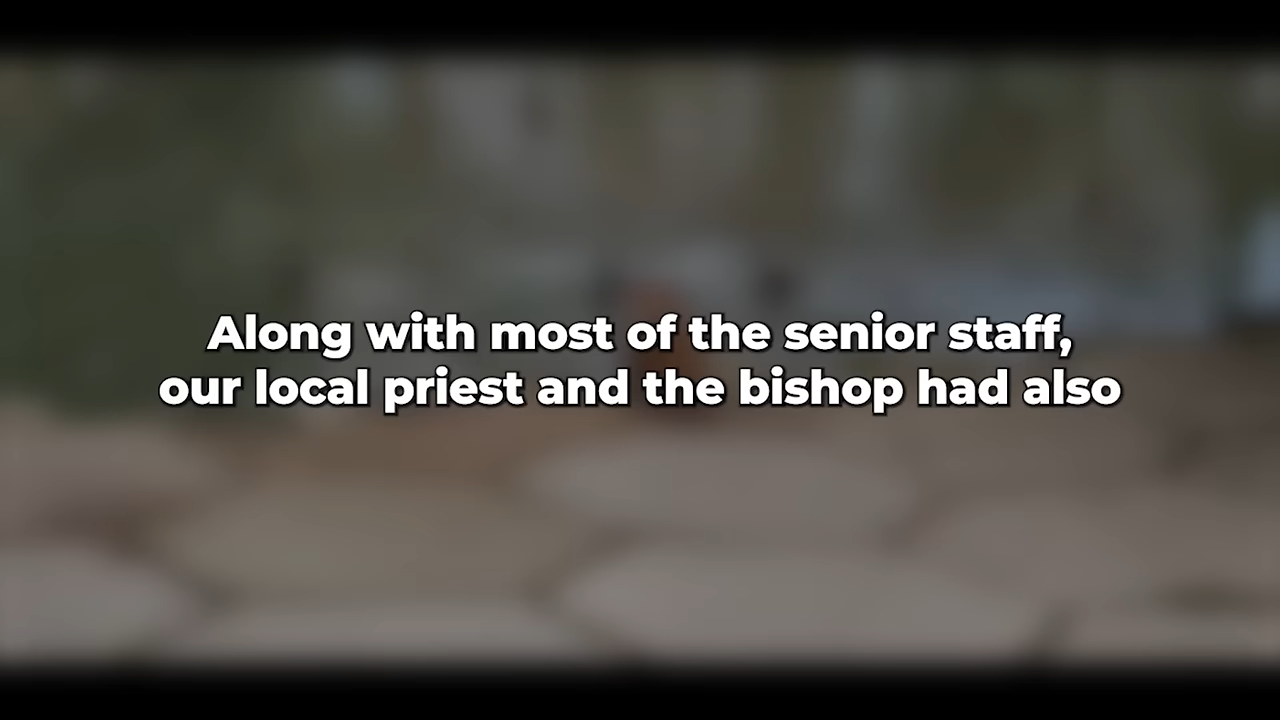 Along with most of the senior staff,
our local priest and the bishop had also